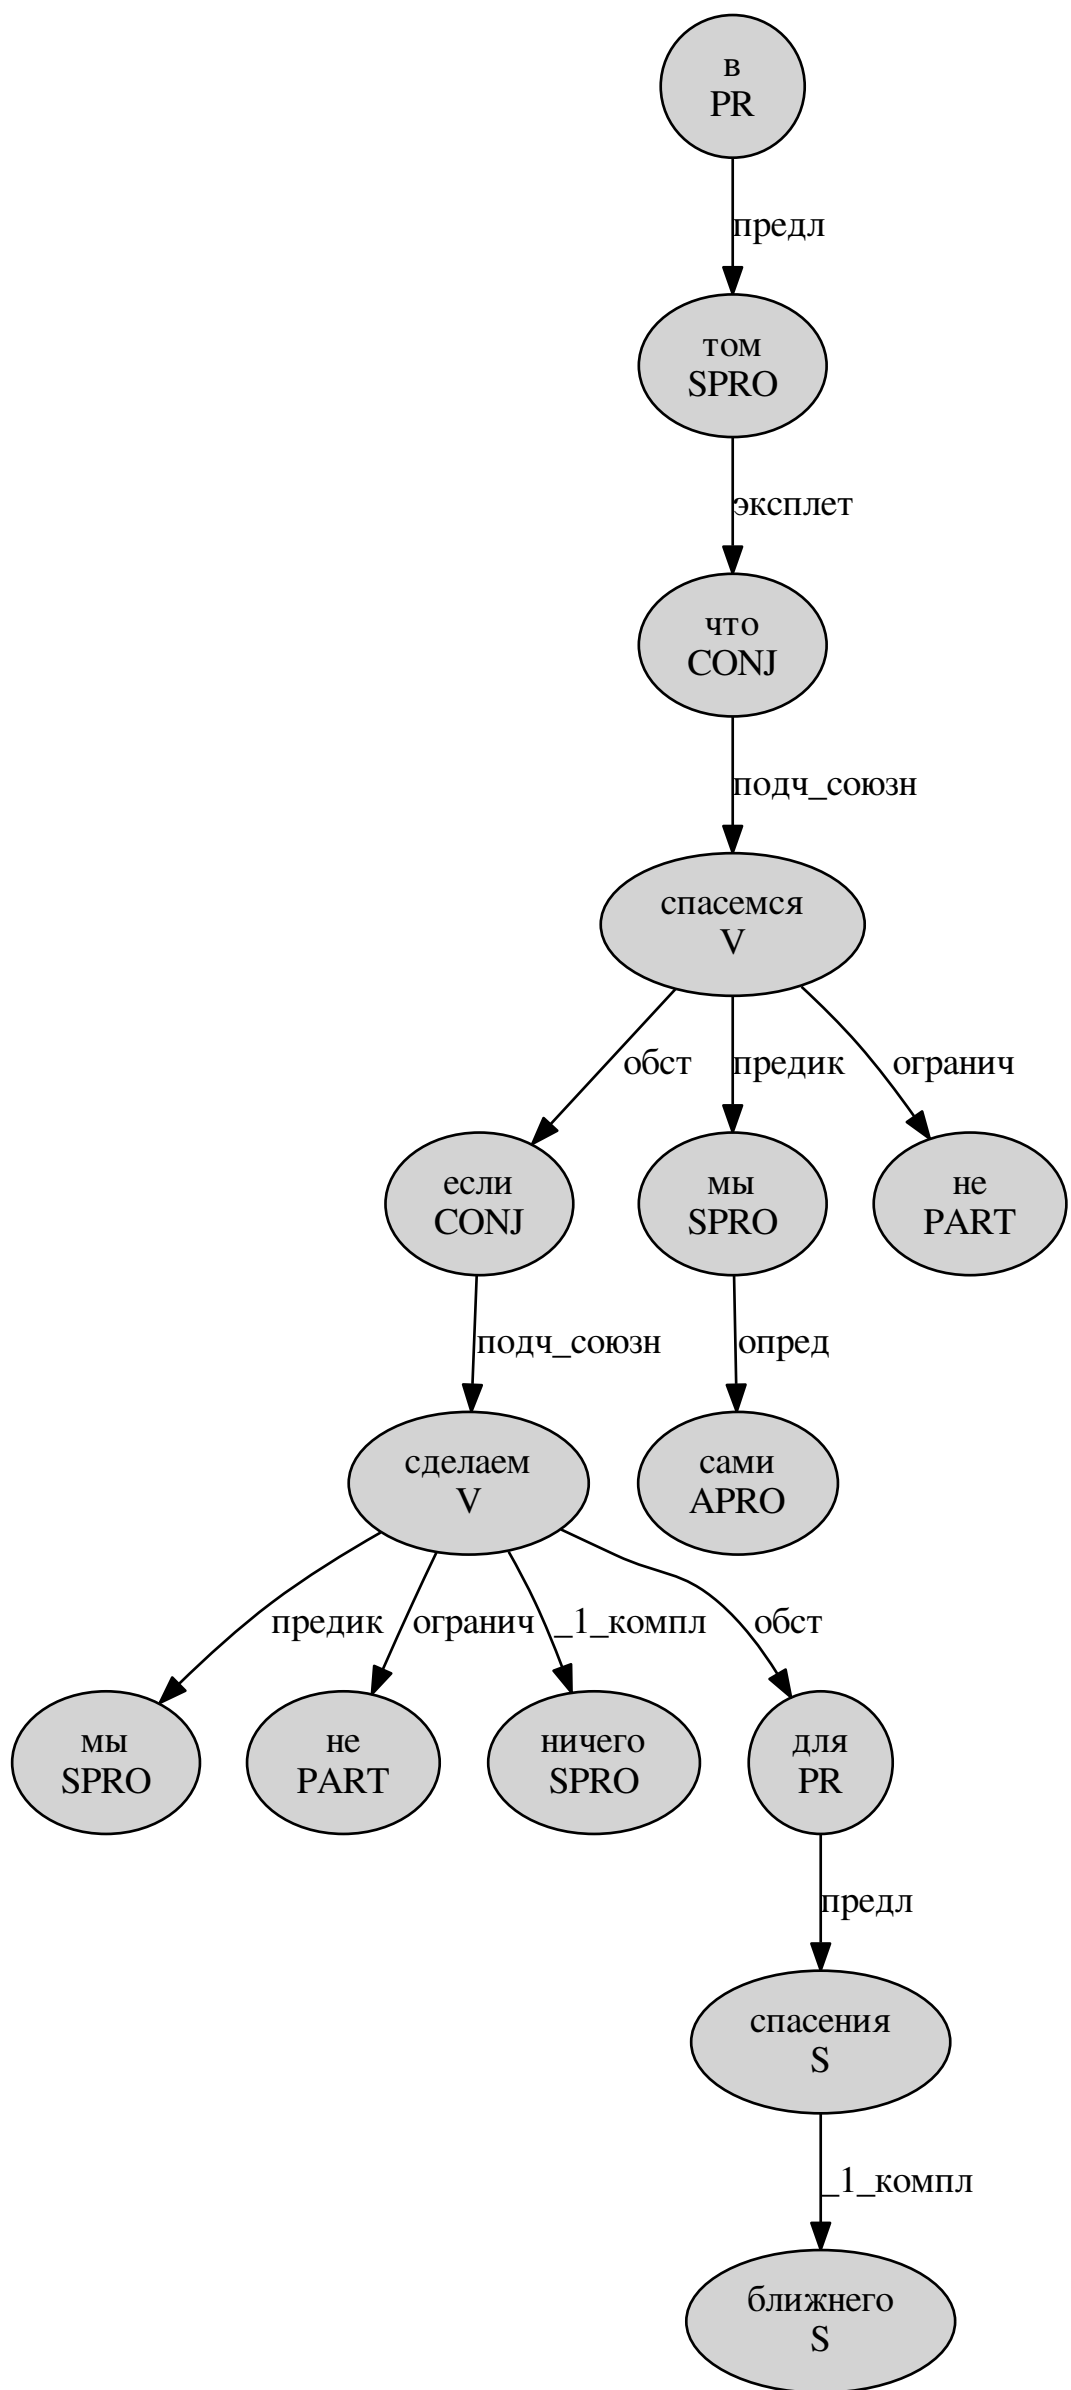 в
PR
предл
том
SPRO
эксплет
что
CONJ
подч_союзн
спасемся
V
обст
предик
огранич
если
CONJ
мы
SPRO
не
PART
подч_союзн
опред
сделаем
V
сами
APRO
предик
огранич
_1_компл
обст
мы
SPRO
не
PART
ничего
SPRO
для
PR
предл
спасения
S
_1_компл
ближнего
S